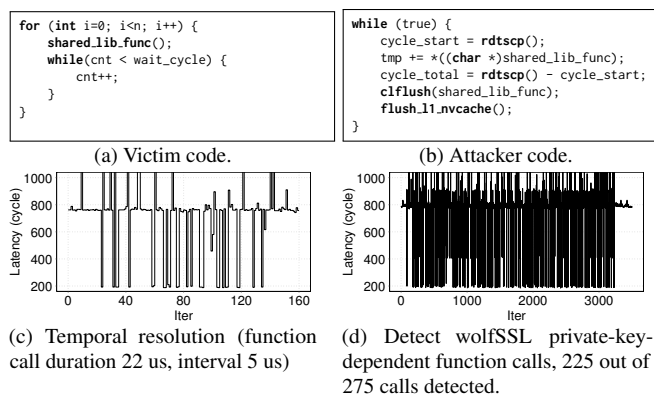 for (int i=0; i<n; i++) {
shared_lib_func();
while(cnt < wait_cycle) {
cnt++;
}
}
(a) Victim code.
while (true) {
cycle_start = rdtscp();
tmp += *((char *)shared_lib_func);
cycle_total = rdtscp() - cycle_start;
clflush(shared_lib_func);
flush_l1_nvcache();
}
(b) Attacker code.
Latency (cycle)
1000
800
600
400
200
0 40 80 120 160
Iter
(c) Temporal resolution (function
call duration 22 us, interval 5 us)
Latency (cycle)
1000
800
600
400
200
0 1000 2000 3000
Iter
(d) Detect wolfSSL private-key-
dependent function calls, 225 out of
275 calls detected.